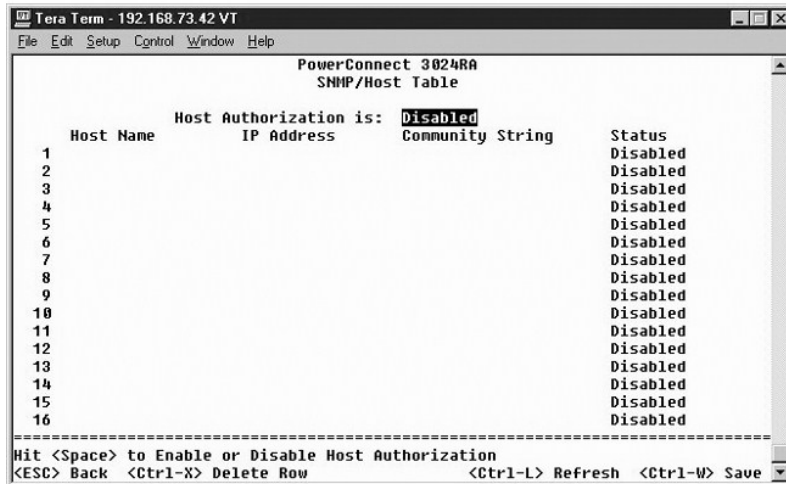 Tera Term - 192.168.73.42 VT
File Edit Setup Control Window Help
PowerConnect 3024RA
SNMP/Host Table
Host Authorization is: Disabled
Host Name IP Address Community String Status
1 Disabled
2 Disabled
3 Disabled
4 Disabled
5 Disabled
6 Disabled
7 Disabled
8 Disabled
9 Disabled
10 Disabled
11 Disabled
12 Disabled
13 Disabled
14 Disabled
15 Disabled
16 Disabled
================================================================================
Hit <Space> to Enable or Disable Host Authorization
<ESC> Back <Ctrl-X> Delete Row <Ctrl-L> Refresh <Ctrl-W> Save